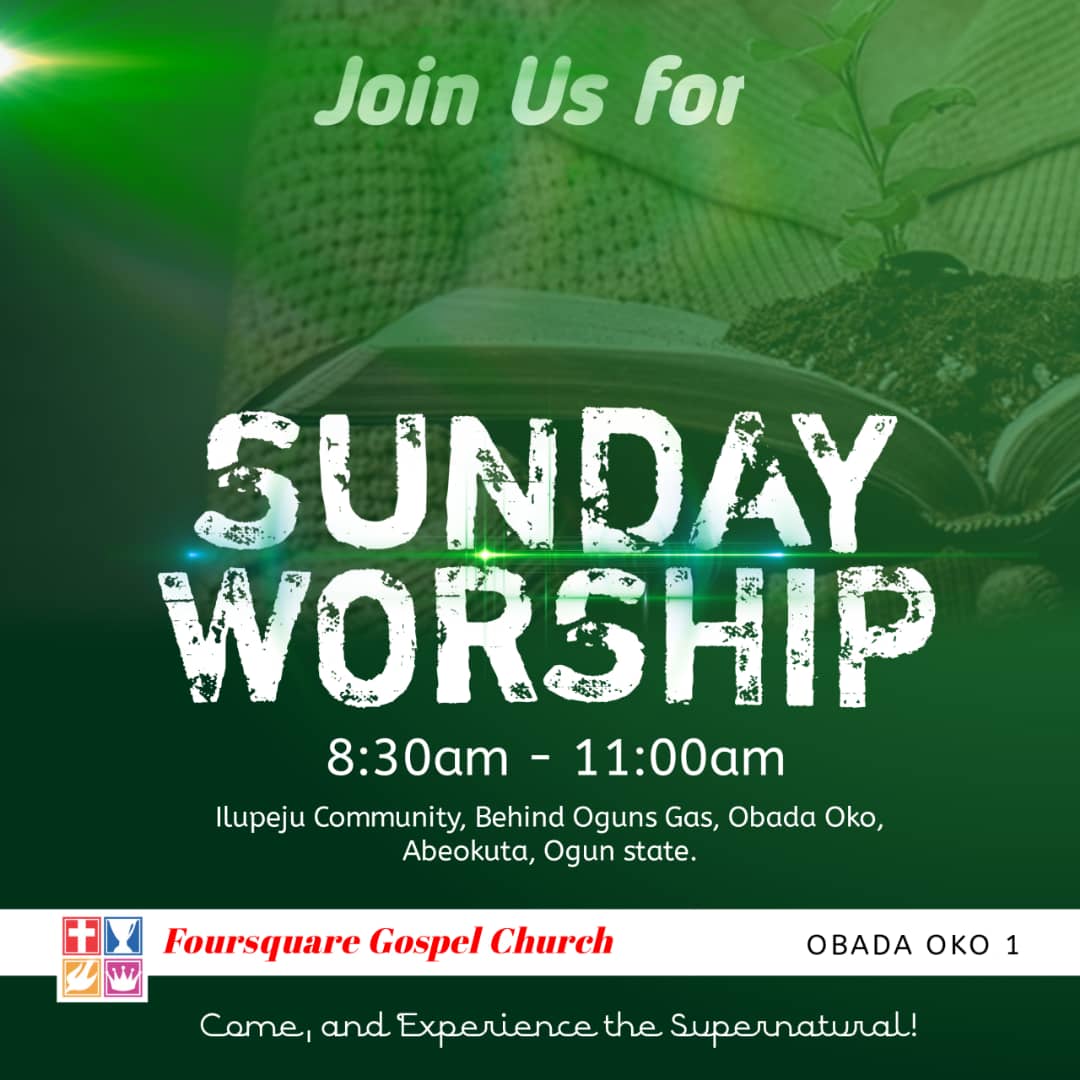 Join Us for
SUNDAY
WORSHIP
8:30am - 11:00am
Ilupeju Community, Behind Oguns Gas, Obada Oko,
Abeokuta, Ogun state.
Foursquare Gospel Church
OBADA OKO 1
Come, and Experience the Supernatural!